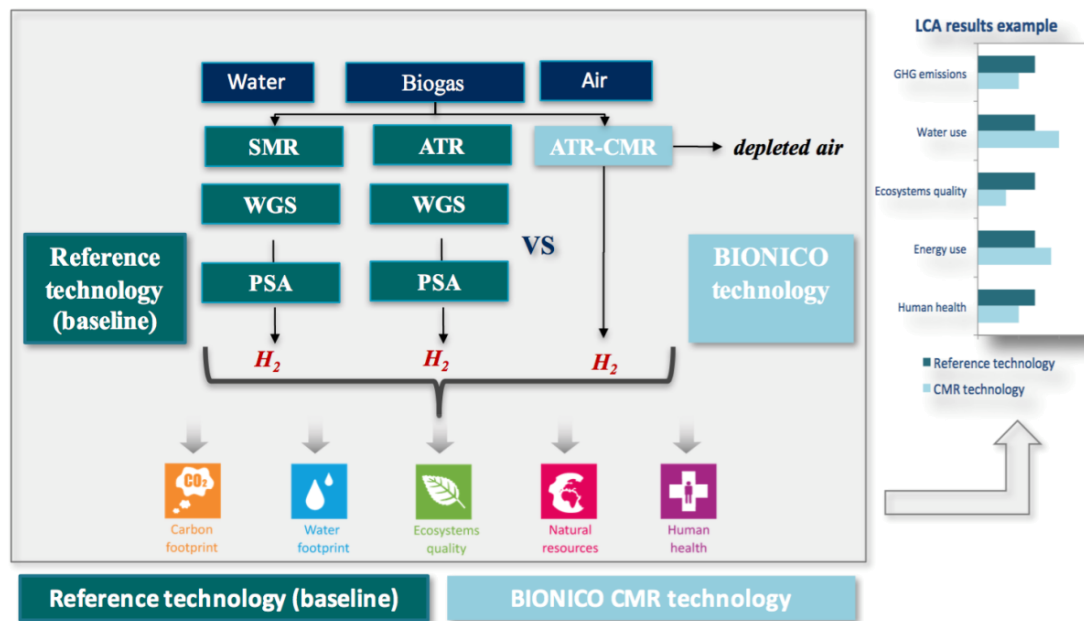 LCA results example
Water
Biogas
Air
SMR
ATR
ATR-CMR
depleted air
WGS
WGS
VS
Reference
technology
(baseline)
BIONICO
technology
PSA
PSA
H₂
H₂
H₂
CO₂
Carbon
footprint
Water
footprint
Ecosystems
quality
Natural
resources
Human
health
GHG emissions
Water use
Ecosystems quality
Energy use
Human health
Reference technology
CMR technology
Reference technology (baseline)
BIONICO CMR technology